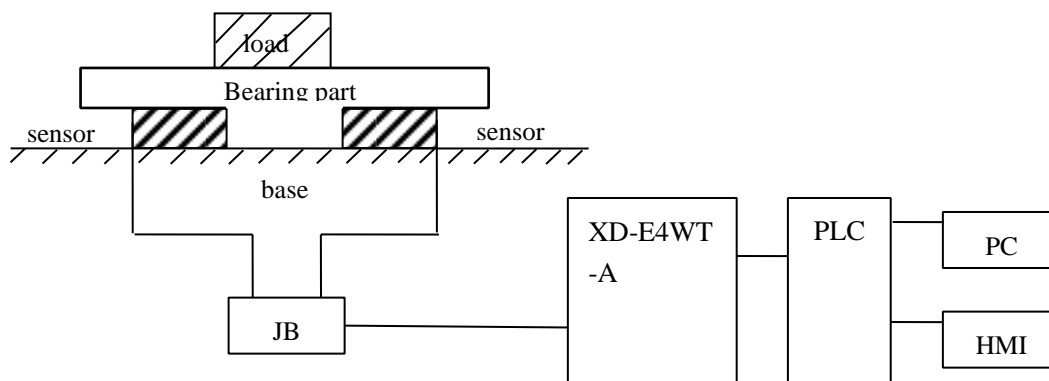 load
Bearing part
sensor
sensor
base
XD-E4WT
-A
PLC
PC
JB
HMI